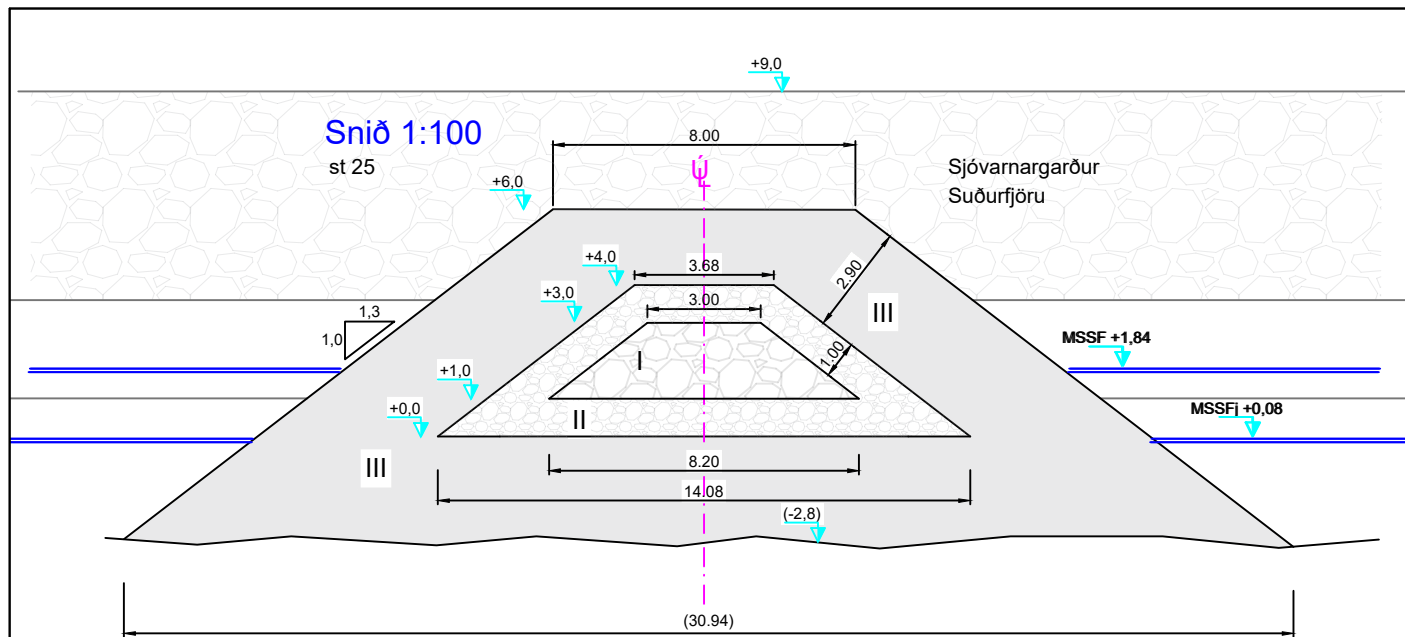 +9,0
Snið 1:100
st 25
8.00
Sjóvarnargarður
Suðurfjöru
+6,0
+4,0
3.68
2.90
+3,0
3.00
III
1,3
1,0
MSSF +1,84
I
1.00
+1,0
MSSFj +0,08
+0,0
II
III
8.20
14.08
(-2,8)
(30.94)